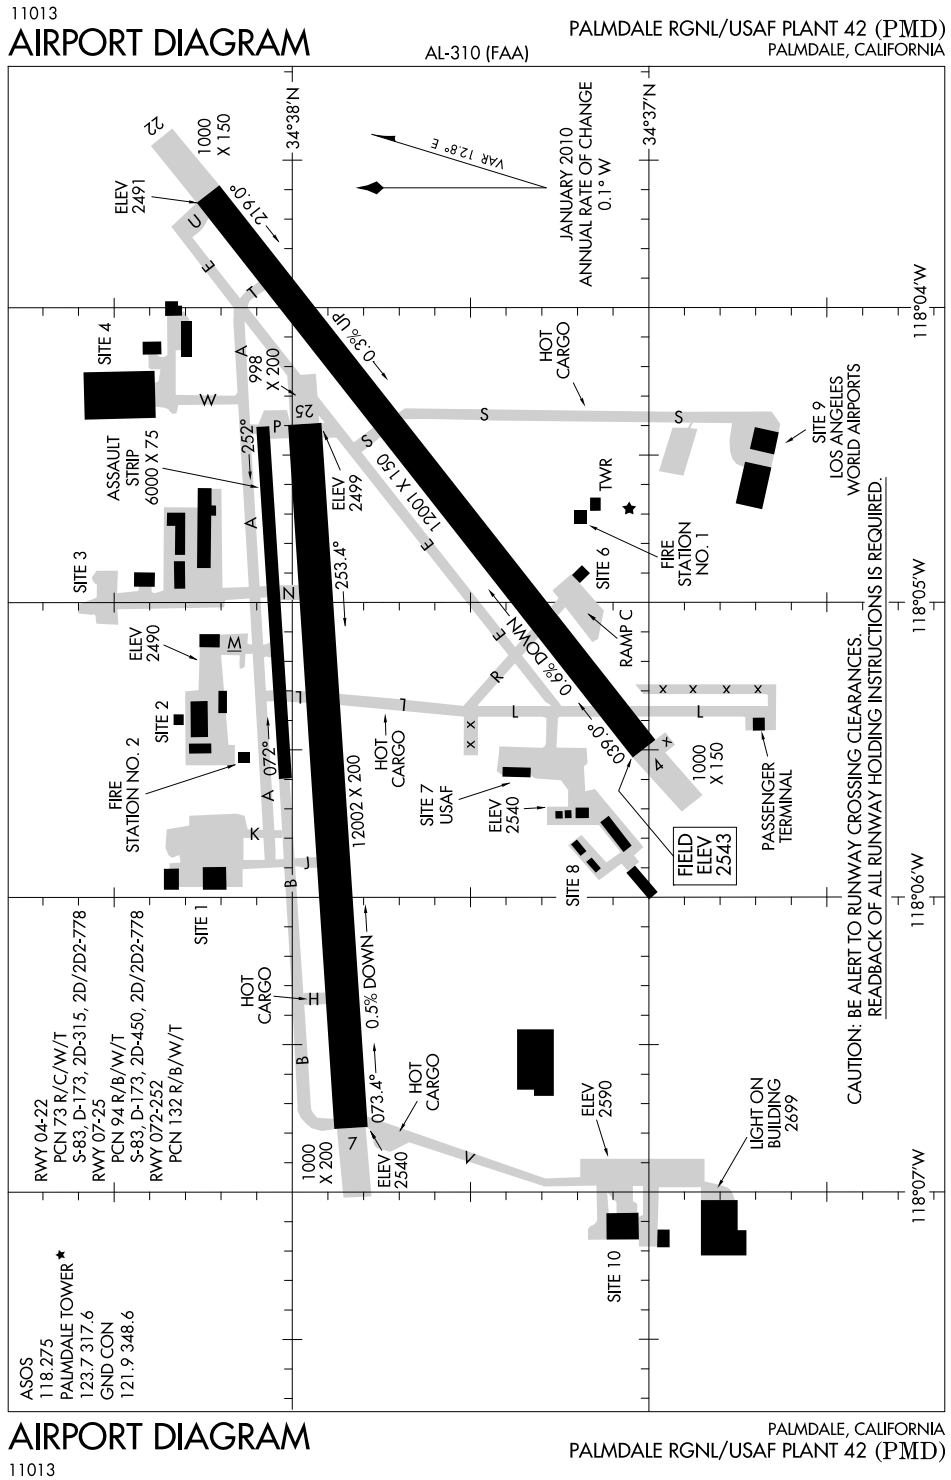 11013
AIRPORT DIAGRAM
AL-310 (FAA)
PALMDALE RGNL/USAF PLANT 42 (PMD)
PALMDALE, CALIFORNIA
22
1000
X 150
34°38'N
34°37'N
VAR 12.8° E
JANUARY 2010
ANNUAL RATE OF CHANGE
0.1° W
ELEV
2491
219.0°
U
E
T
118°04'W
0.3% UP
SITE 4
A
998
X 200
W
HOT
CARGO
25
P
S
S
S
SITE 9
LOS ANGELES
WORLD AIRPORTS
ASSAULT
STRIP
6000 X 75
252°
ELEV
2499
12001 X 150
TWR
A
E
253.4°
FIRE
STATION
NO. 1
SITE 6
SITE 3
N
118°05'W
ELEV
2490
M
E
0.6% DOWN
RAMP C
R
L
L
L
L
X X X X
X X
SITE 2
072°
HOT
CARGO
039.0°
4
X
1000
X 150
PASSENGER
TERMINAL
FIRE
STATION NO. 2
A
12002 X 200
SITE 7
USAF
ELEV
2540
K
J
B
SITE 8
FIELD
ELEV
2543
SITE 1
118°06'W
CAUTION: BE ALERT TO RUNWAY CROSSING CLEARANCES.
READBACK OF ALL RUNWAY HOLDING INSTRUCTIONS IS REQUIRED.
HOT
CARGO
H
0.5% DOWN
B
073.4°
HOT
CARGO
7
1000
X 200
ELEV
2540
V
ELEV
2590
LIGHT ON
BUILDING
2699
118°07'W
SITE 10
RWY 04-22
PCN 73 R/C/W/T
S-83, D-173, 2D-315, 2D/2D2-778
RWY 07-25
PCN 94 R/B/W/T
S-83, D-173, 2D-450, 2D/2D2-778
RWY 072-252
PCN 132 R/B/W/T
ASOS
118.275
PALMDALE TOWER★
123.7 317.6
GND CON
121.9 348.6
AIRPORT DIAGRAM
11013
PALMDALE, CALIFORNIA
PALMDALE RGNL/USAF PLANT 42 (PMD)